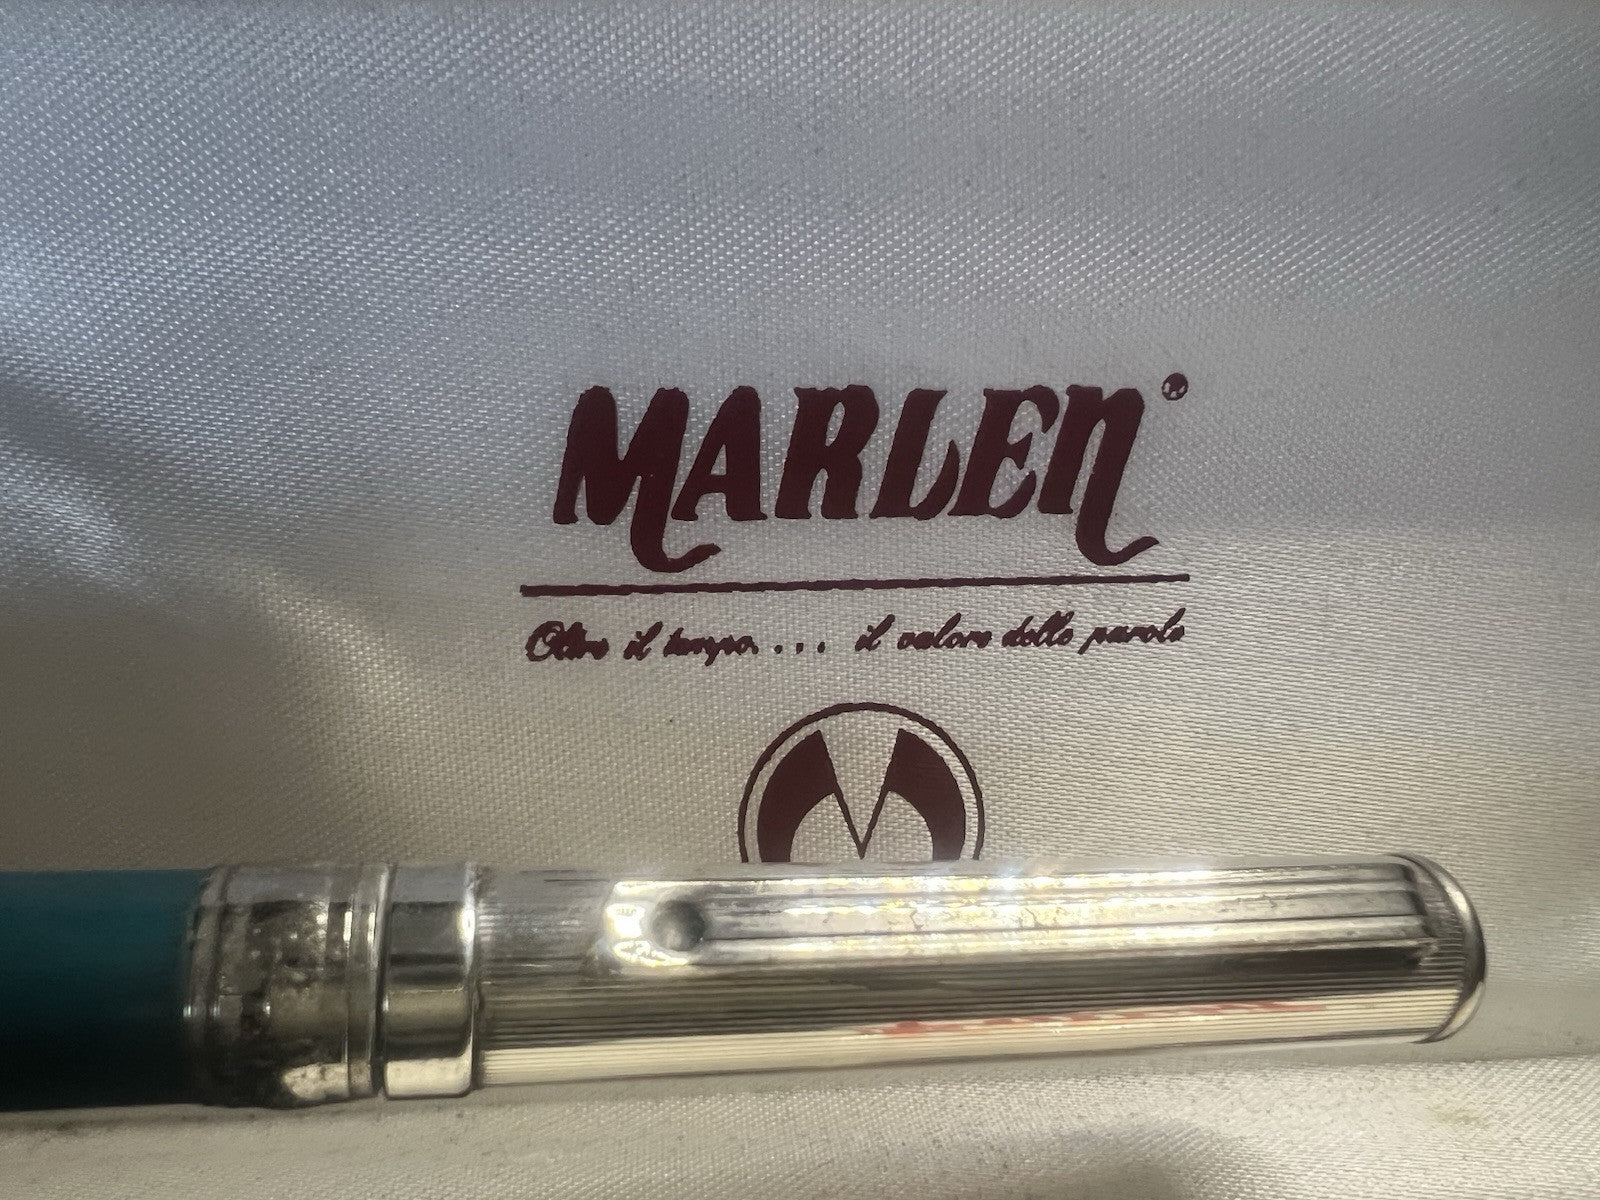 MARLEN®
Oltre il tempo.... il valore delle parole
M